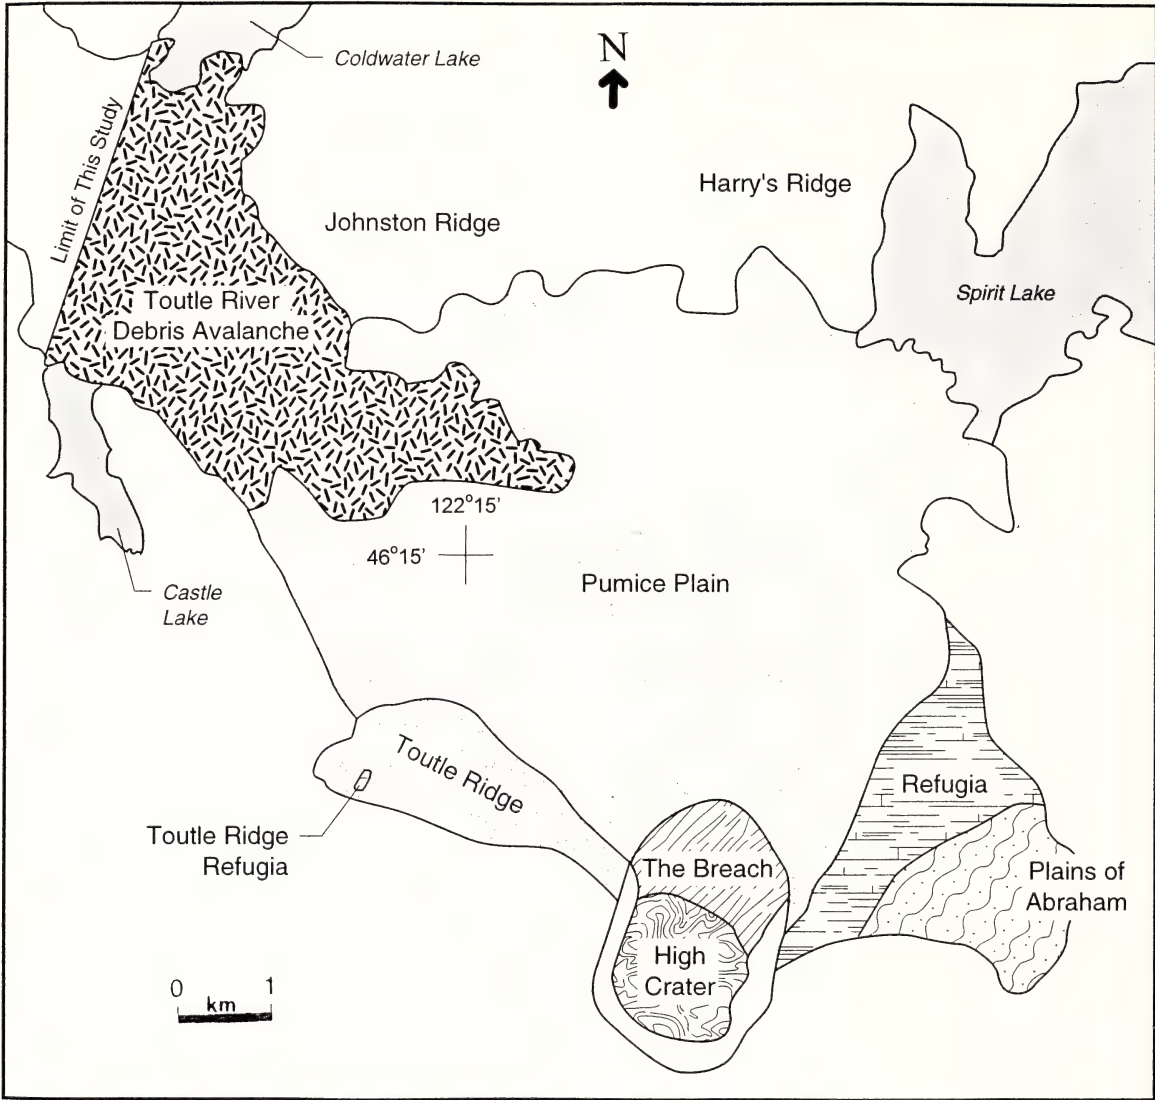 Coldwater Lake
N
Limit of This Study
Harry's Ridge
Johnston Ridge
Spirit Lake
Toutle River
Debris Avalanche
122°15'
46°15'
Pumice Plain
Castle
Lake
Toutle Ridge
Refugia
Toutle Ridge
Refugia
The Breach
Plains of
Abraham
High
Crater
0 1
km